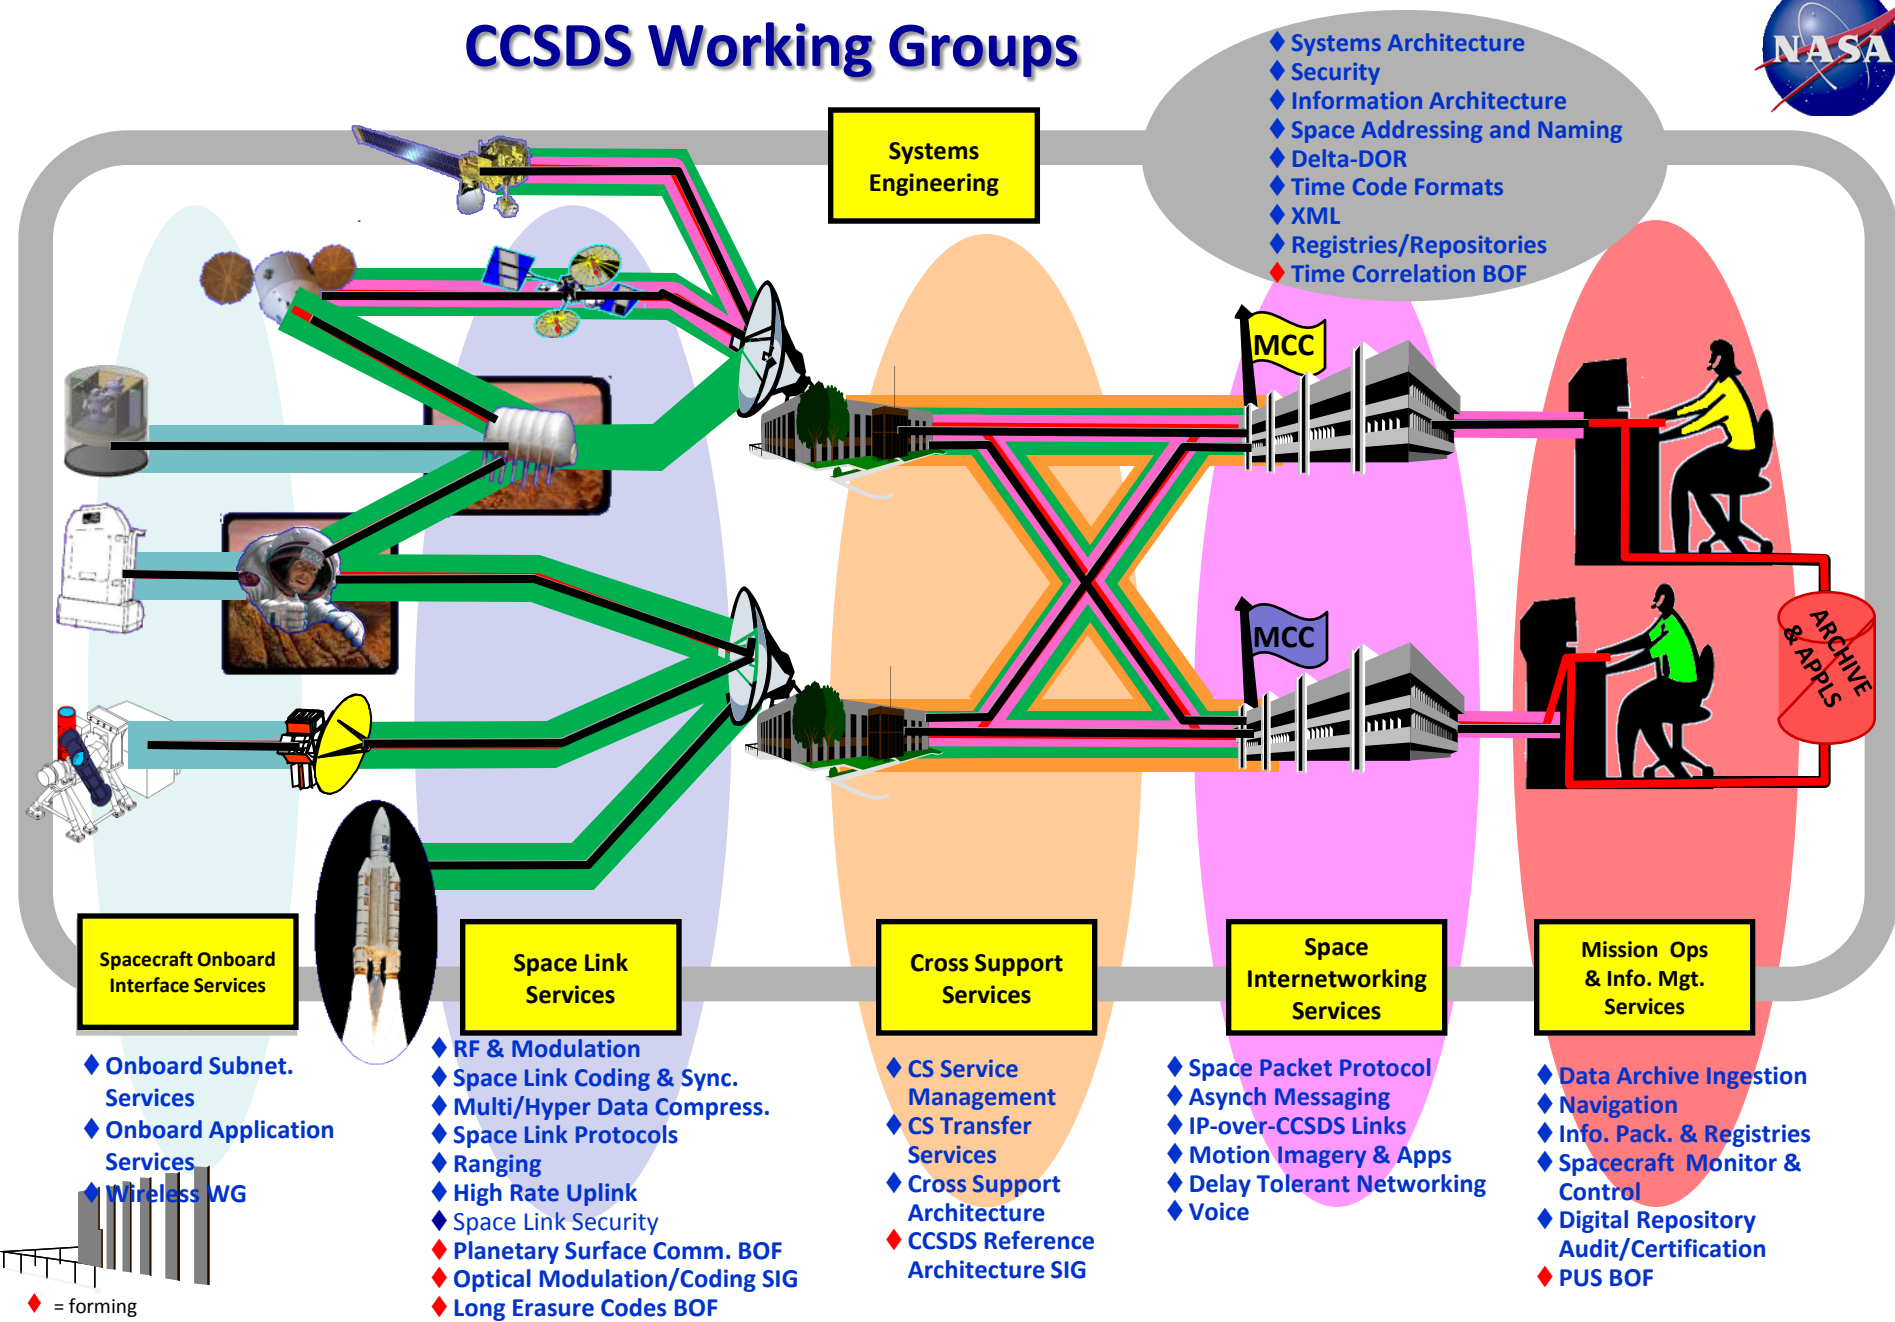 CCSDS Working Groups
NASA
Systems Architecture
Security
Information Architecture
Space Addressing and Naming
Delta-DOR
Time Code Formats
XML
Registries/Repositories
Time Correlation BOF
Systems
Engineering
MCC
MCC
ARCHIVE
& APPLS
Spacecraft Onboard
Interface Services
Onboard Subnet.
Services
Onboard Application
Services
Wireless WG
= forming
Space Link
Services
RF & Modulation
Space Link Coding & Sync.
Multi/Hyper Data Compress.
Space Link Protocols
Ranging
High Rate Uplink
Space Link Security
Planetary Surface Comm. BOF
Optical Modulation/Coding SIG
Long Erasure Codes BOF
Cross Support
Services
CS Service
Management
CS Transfer
Services
Cross Support
Architecture
CCSDS Reference
Architecture SIG
Space
Internetworking
Services
Space Packet Protocol
Asynch Messaging
IP-over-CCSDS Links
Motion Imagery & Apps
Delay Tolerant Networking
Voice
Mission Ops
& Info. Mgt.
Services
Data Archive Ingestion
Navigation
Info. Pack. & Registries
Spacecraft Monitor &
Control
Digital Repository
Audit/Certification
PUS BOF